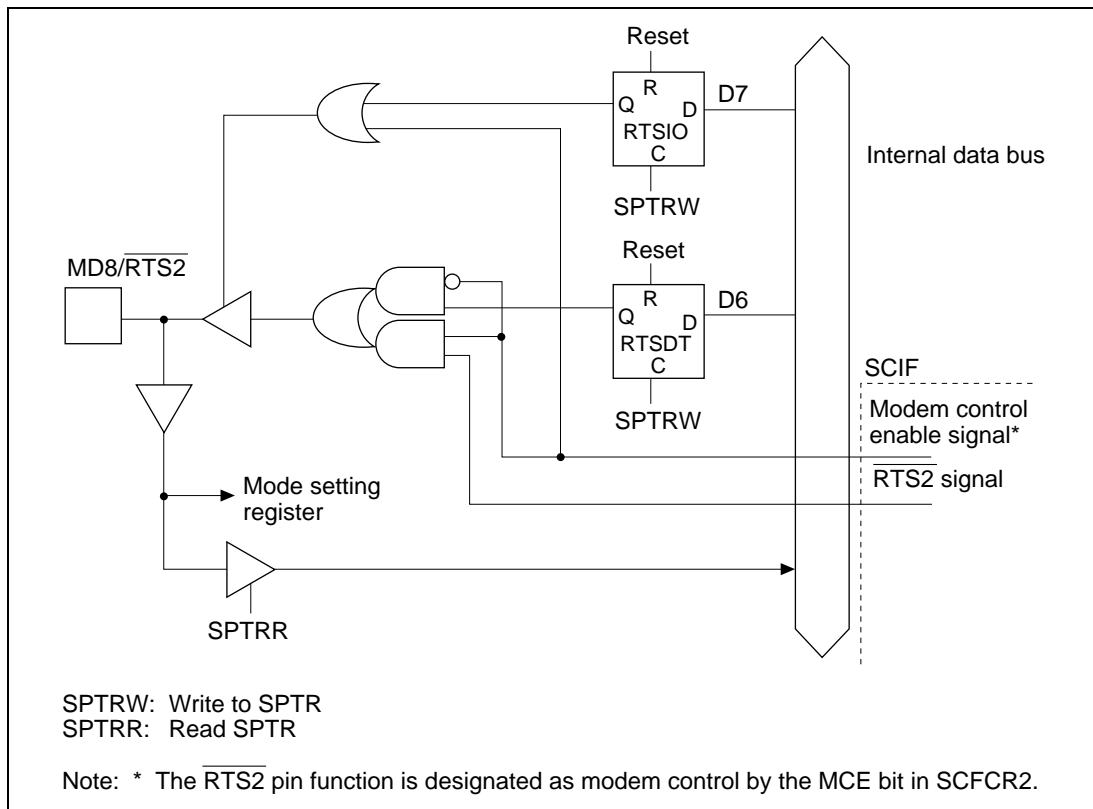 Reset
R
Q D D7
RTSIO
C
Internal data bus
SPTRW
Reset
MD8/RTS2
R
Q D D6
RTSDT
C
SCIF
SPTRW
Modem control
enable signal*
RTS2 signal
Mode setting
register
SPTRR
SPTRW: Write to SPTR
SPTRR: Read SPTR
Note: * The RTS2 pin function is designated as modem control by the MCE bit in SCFCR2.